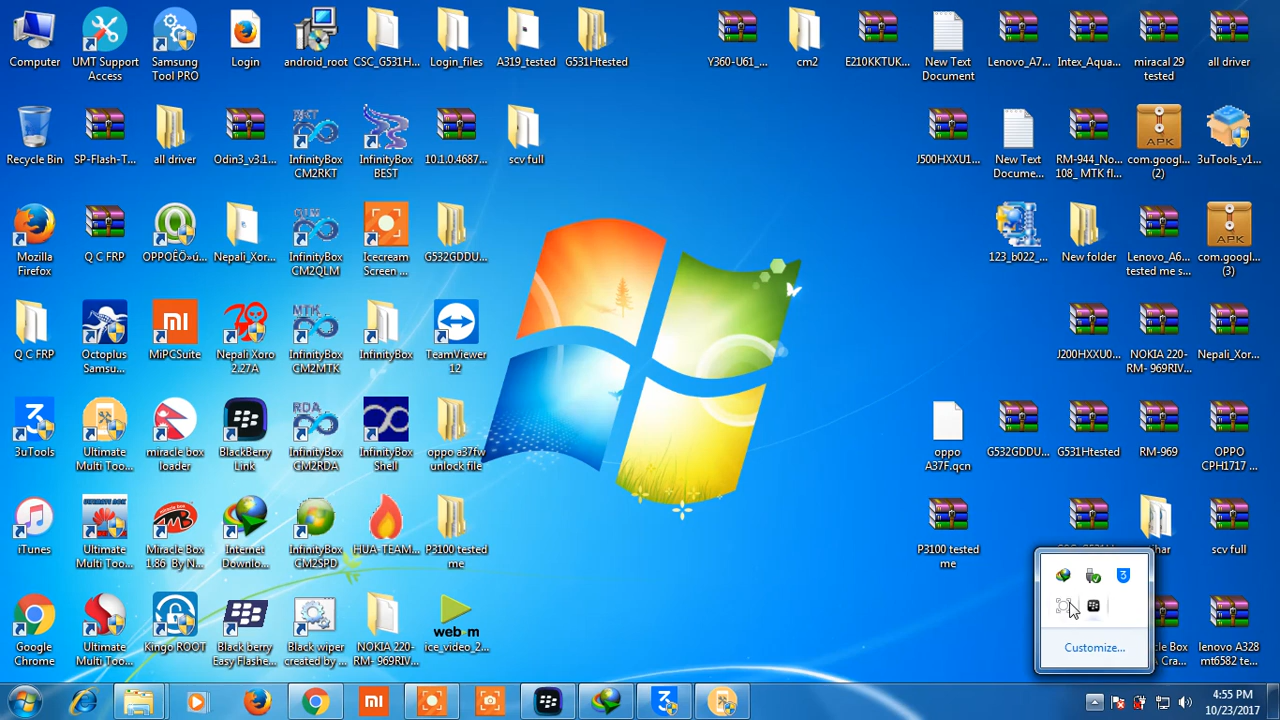 Computer
UMT Support
Access
Samsung
Tool PRO
Login
android_root
CSC_G531H...
Login_files
A319_tested
G531Htested
Y360-U61_...
cm2
E210KKTUK...
New Text
Document
Lenovo_A7...
Intex_Aqua...
miracal 29
tested
all driver
Recycle Bin
SP-Flash-T...
all driver
Odin3_v3.1...
InfinityBox
CM2RKT
InfinityBox
BEST
10.1.0.4687...
scv full
J500HXXU1...
New Text
Docume...
RM-944_No...
108_ MTK fl...
APK
com.googl...
(2)
3uTools_v1...
Mozilla
Firefox
Q C FRP
OPPOÊÖ»ú...
Nepali_Xor...
InfinityBox
CM2QLM
Icecream
Screen ...
G532GDDU...
123_b022_...
New folder
Lenovo_A6...
tested me s...
APK
com.googl...
(3)
Q C FRP
Octoplus
Samsu...
MI
MiPCSuite
Nepali Xoro
2.27A
MTK
InfinityBox
CM2MTK
InfinityBox
TeamViewer
12
J200HXXU0...
NOKIA 220-
RM- 969RIV...
Nepali_Xor...
3uTools
Ultimate
Multi Too...
miracle box
loader
BlackBerry
Link
RDA
InfinityBox
CM2RDA
InfinityBox
Shell
oppo a37fw
unlock file
oppo
A37F.qcn
G532GDDU...
G531Htested
RM-969
OPPO
CPH1717 ...
iTunes
Ultimate
Multi Too...
Miracle Box
1.86 By N...
Internet
Downlo...
InfinityBox
CM2SPD
HUA-TEAM...
P3100 tested
me
P3100 tested
me
scv full
Google
Chrome
Ultimate
Multi Too...
Kingo ROOT
Black berry
Easy Flashe...
Black wiper
created by ...
NOKIA 220-
RM- 969RIV...
web m
ice_video_2...
Customize...
lenovo A328
mt6582 te...
4:55 PM
10/23/2017